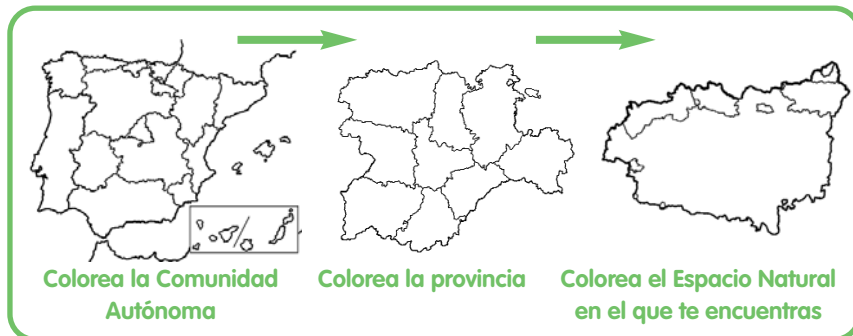 Colorea la Comunidad
Autónoma
Colorea la provincia
Colorea el Espacio Natural
en el que te encuentras